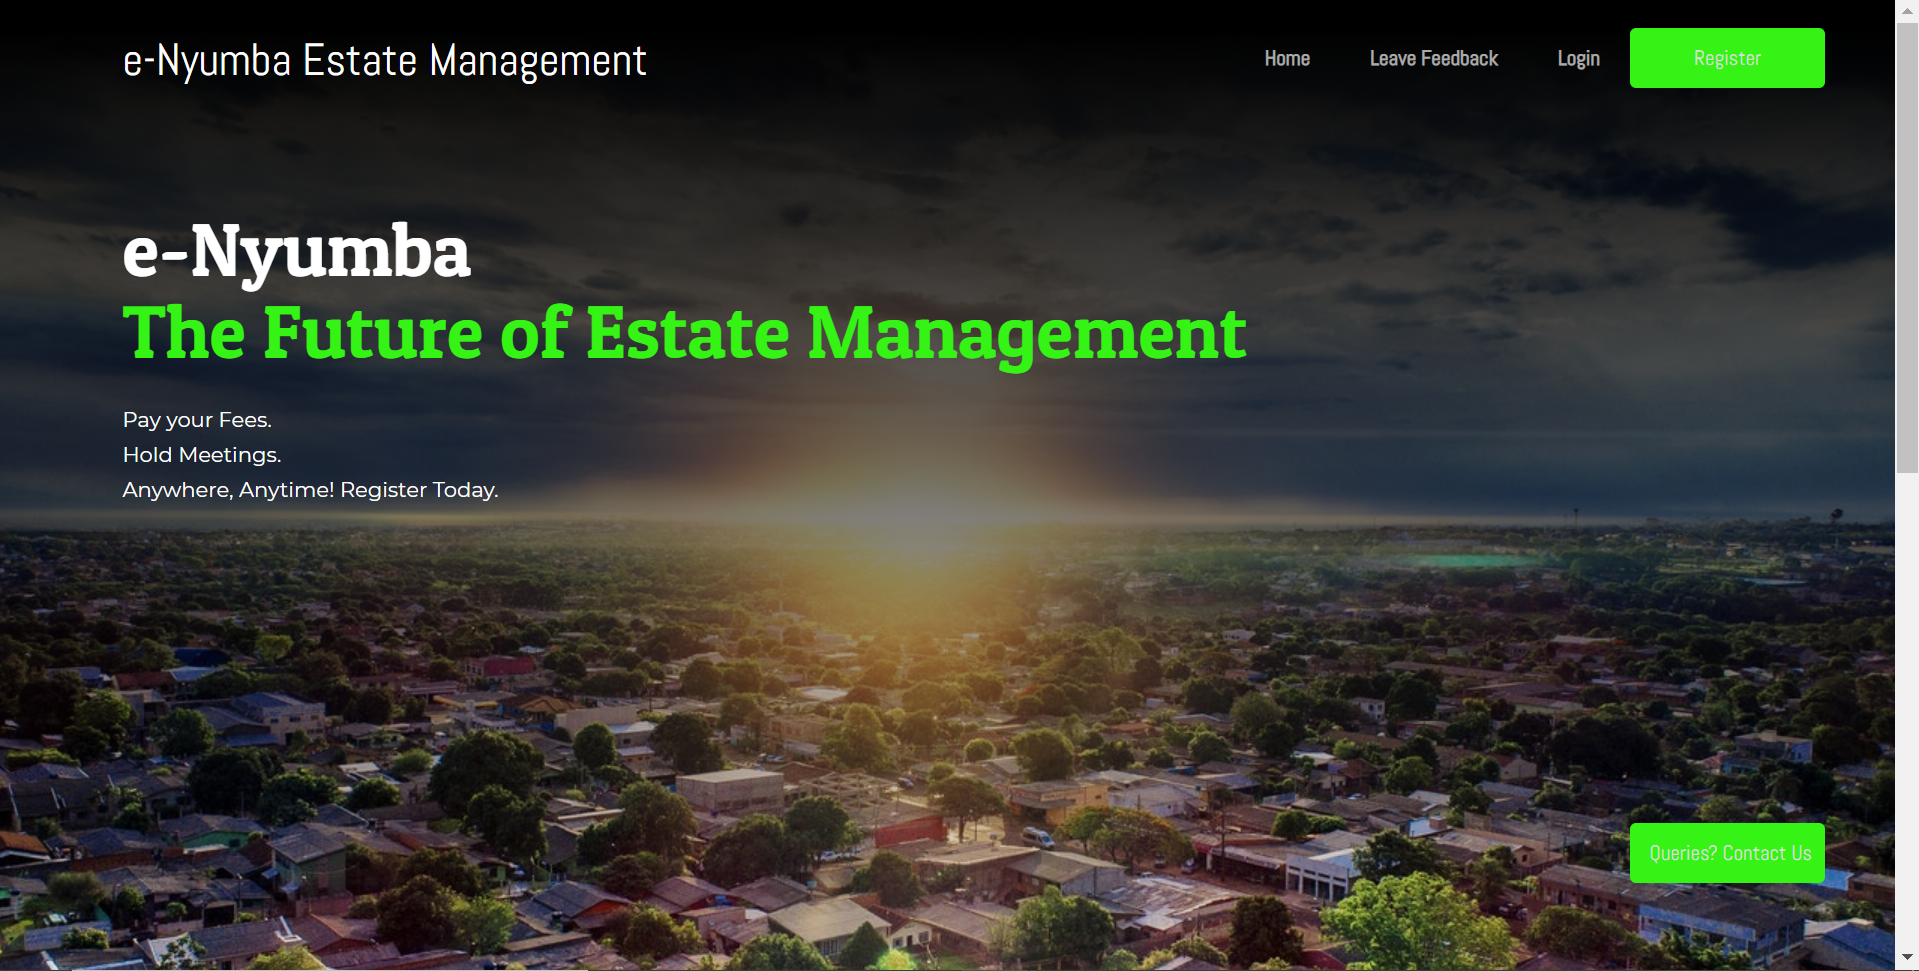 e-Nyumba Estate Management
Home
Leave Feedback
Login
Register
e-Nyumba
The Future of Estate Management
Pay your Fees.
Hold Meetings.
Anywhere, Anytime! Register Today.
Queries? Contact Us